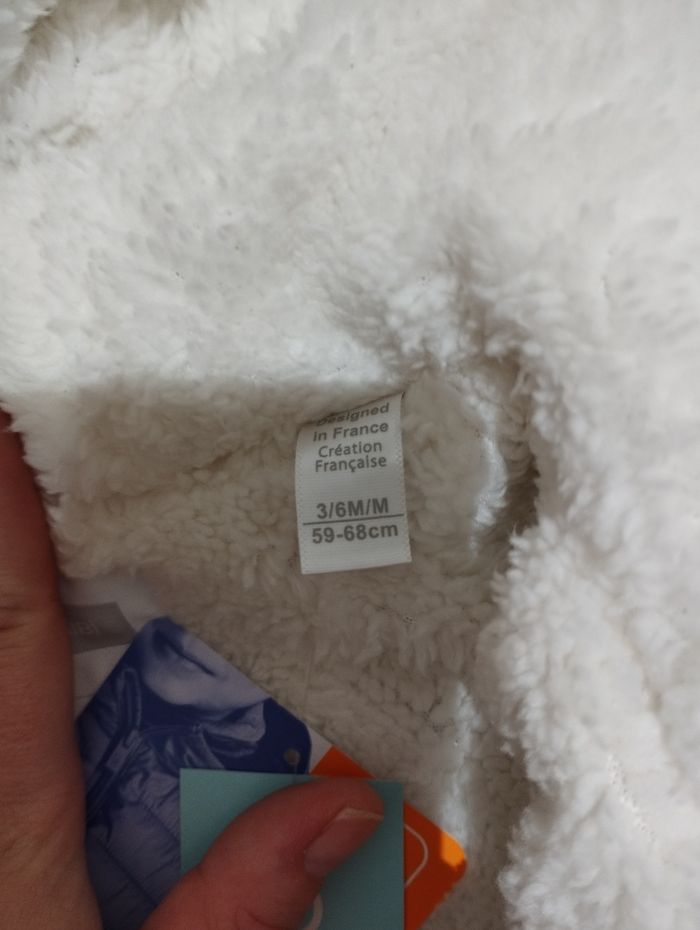 Designed
in France
Création
Française
3/6M/M
59-68cm